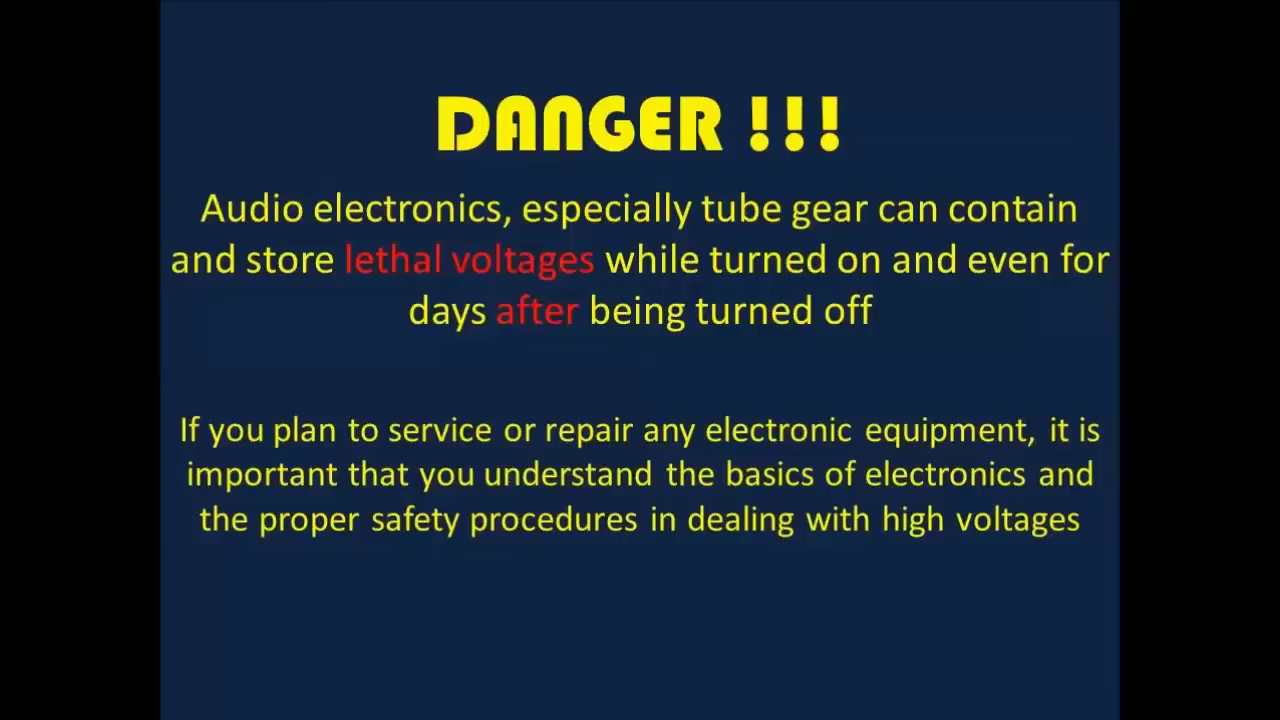 DANGER !!!
Audio electronics, especially tube gear can contain
and store lethal voltages while turned on and even for
days after being turned off
If you plan to service or repair any electronic equipment, it is
important that you understand the basics of electronics and
the proper safety procedures in dealing with high voltages